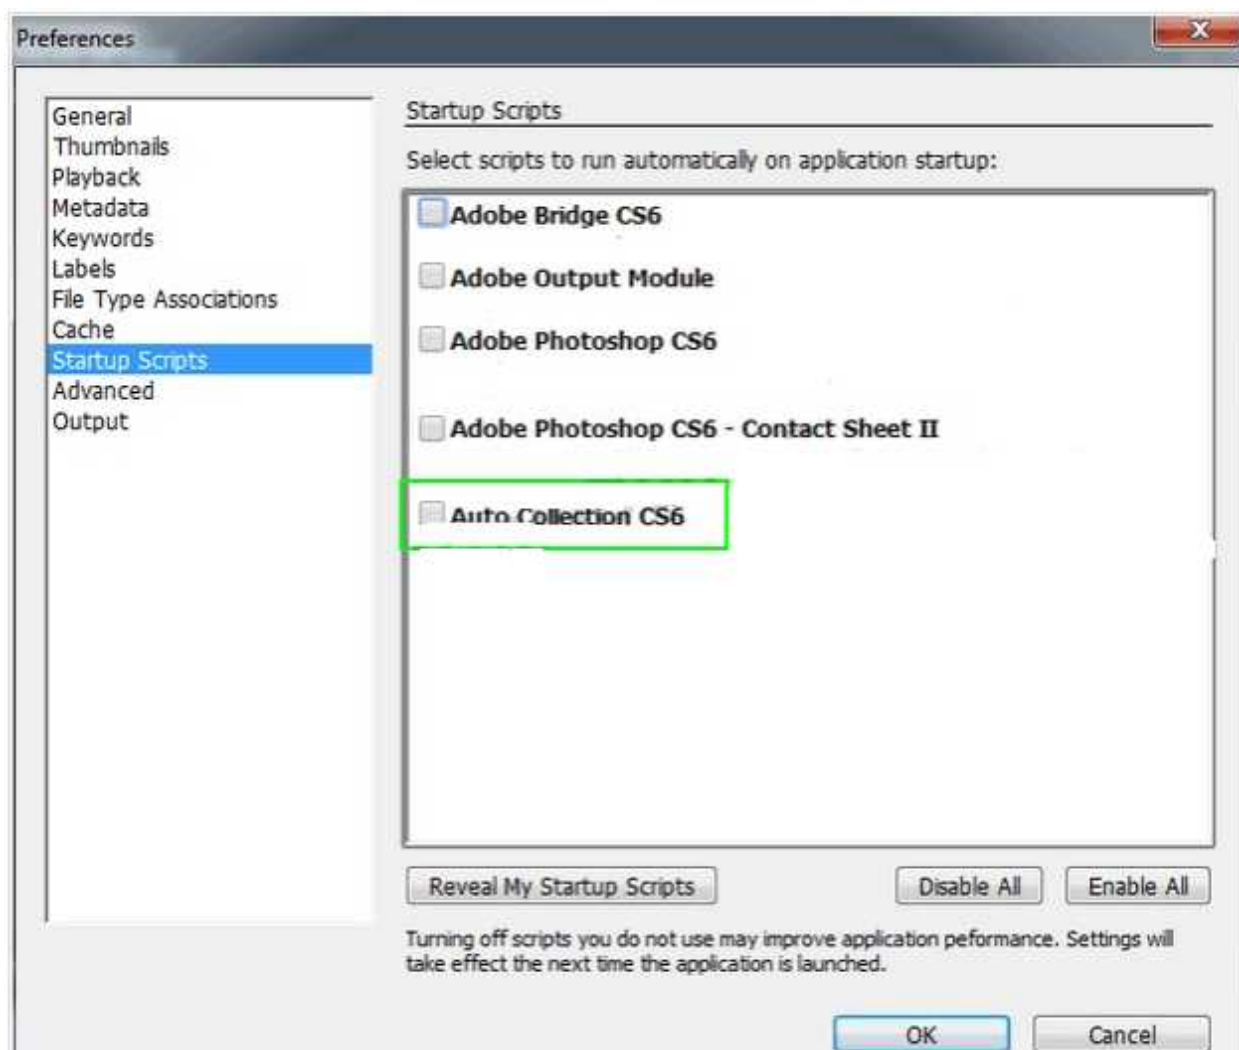 Preferences
General
Thumbnails
Playback
Metadata
Keywords
Labels
File Type Associations
Cache
Startup Scripts
Advanced
Output
Startup Scripts
Select scripts to run automatically on application startup:
Adobe Bridge CS6
Adobe Output Module
Adobe Photoshop CS6
Adobe Photoshop CS6 - Contact Sheet II
Auto Collection CS6
Reveal My Startup Scripts
Disable All
Enable All
Turning off scripts you do not use may improve application peformance. Settings will
take effect the next time the application is launched.
OK
Cancel